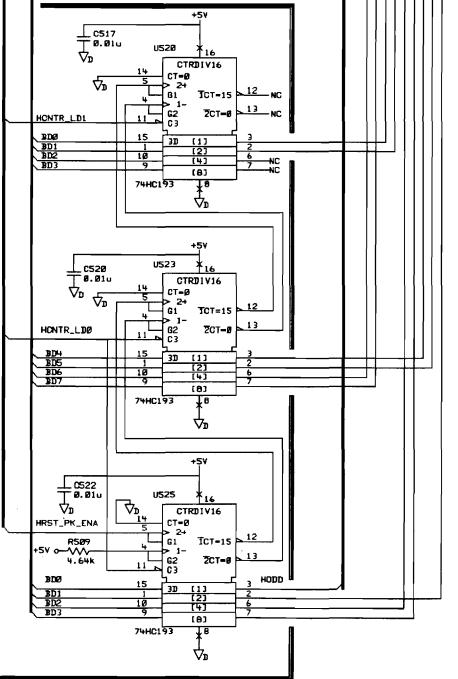 +5V
C517
0.01u
D
U520
16
CTRDIV16
14
CT=0
D
5
2+
G1
1CT=15
12
NC
4
1-
G2
2CT=0
13
NC
HCNTR_LD1
11
C3
BD0
15
3D
[1]
3
BD1
1
[2]
2
BD2
10
[4]
6
NC
BD3
9
[8]
7
NC
74HC193
8
D
+5V
C520
0.01u
D
U523
16
CTRDIV16
14
CT=0
D
5
2+
G1
1CT=15
12
4
1-
G2
2CT=0
13
HCNTR_LD0
11
C3
BD4
15
3D
[1]
3
BD5
1
[2]
2
BD6
10
[4]
6
BD7
9
[8]
7
74HC193
8
D
+5V
C522
0.01u
D
U525
16
CTRDIV16
D
14
CT=0
HRST_PK_ENA
5
2+
G1
1CT=15
12
+5V
R509
4.64k
4
1-
G2
2CT=0
13
11
C3
BD0
15
3D
[1]
3
HODD
BD1
1
[2]
2
BD2
10
[4]
6
BD3
9
[8]
7
74HC193
8
D